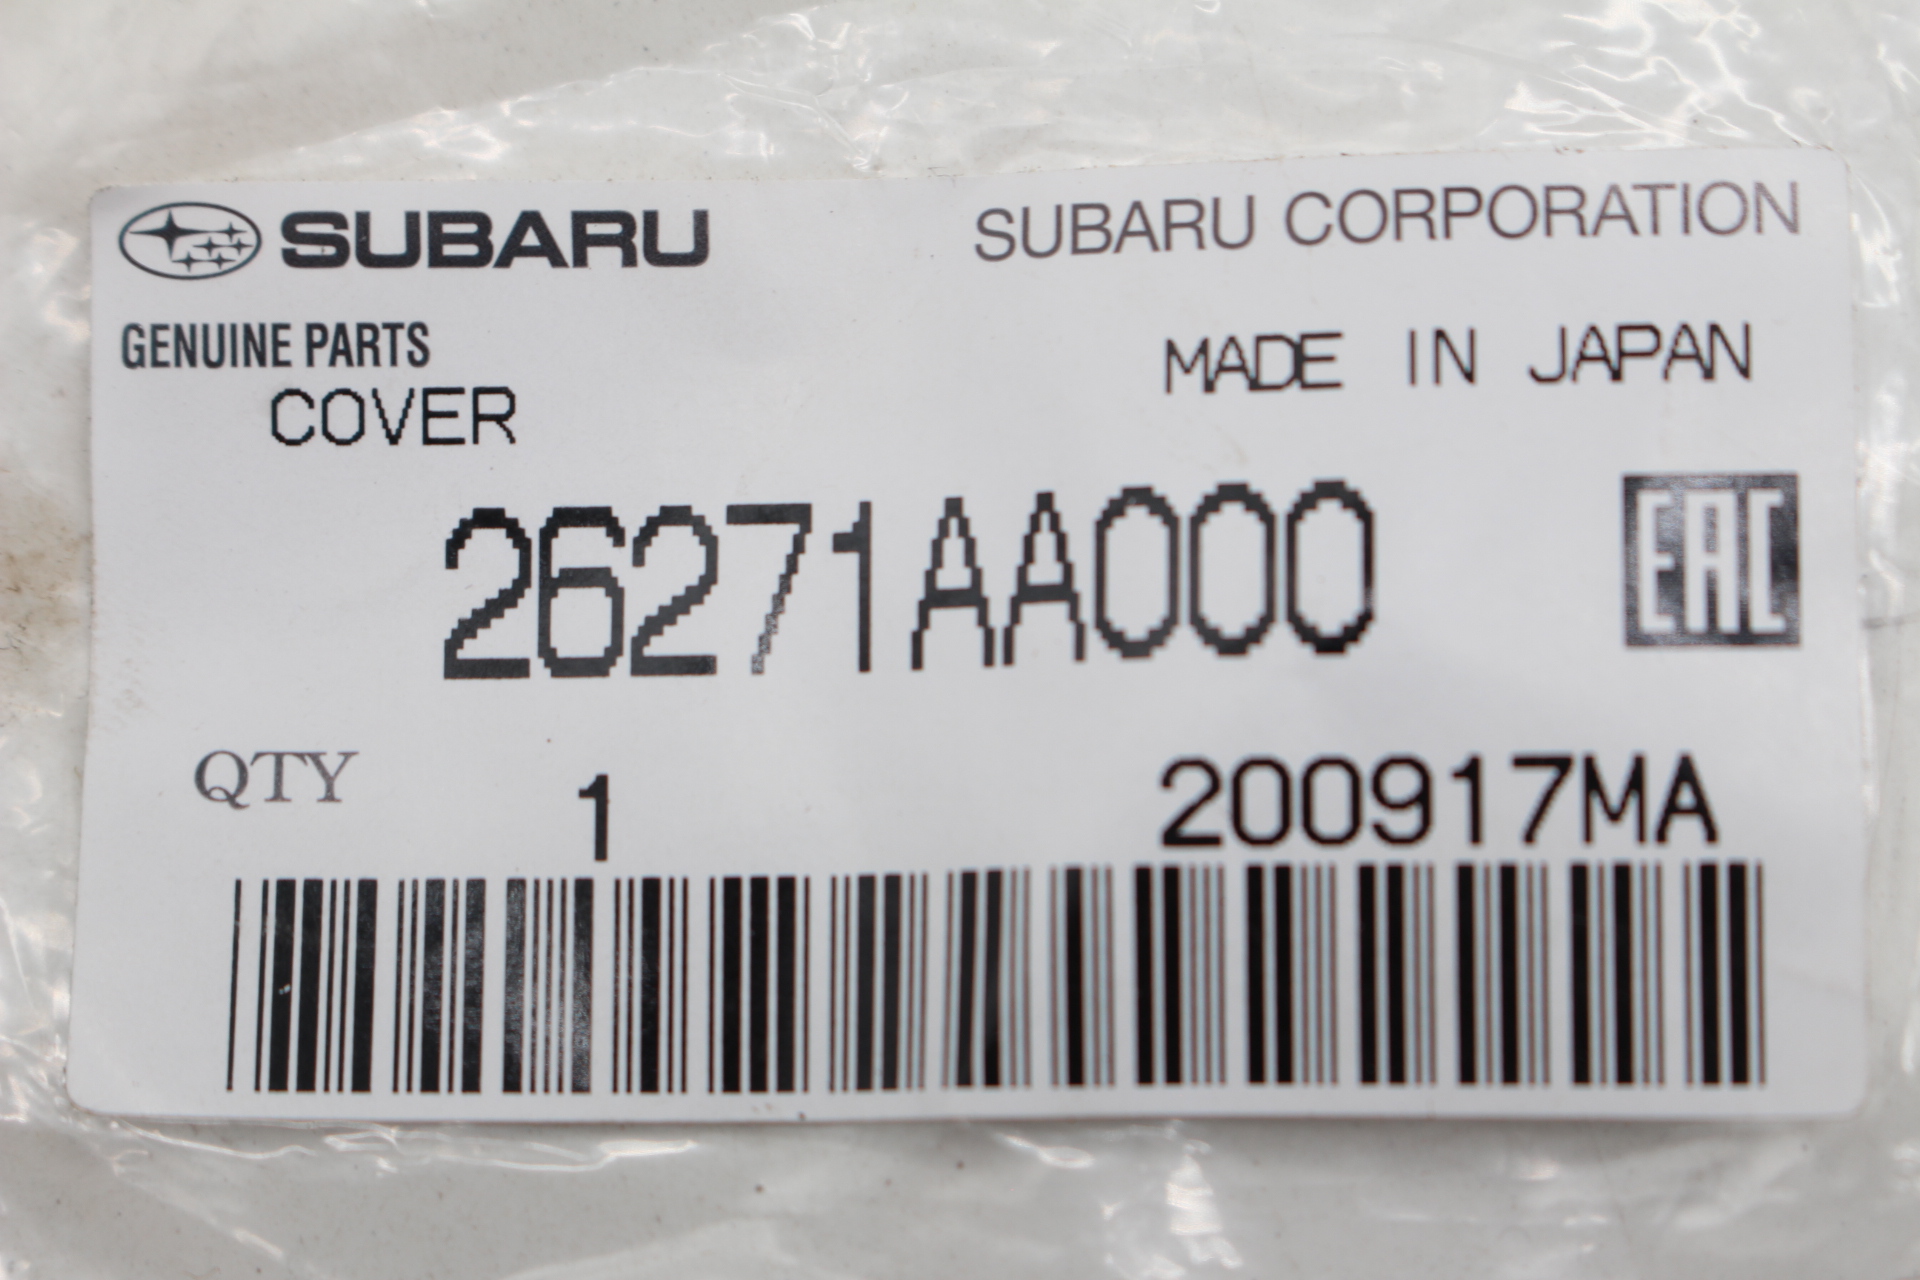 SUBARU
SUBARU CORPORATION
GENUINE PARTS
MADE IN JAPAN
COVER
26271AA000
EAC
QTY 1
200917MA